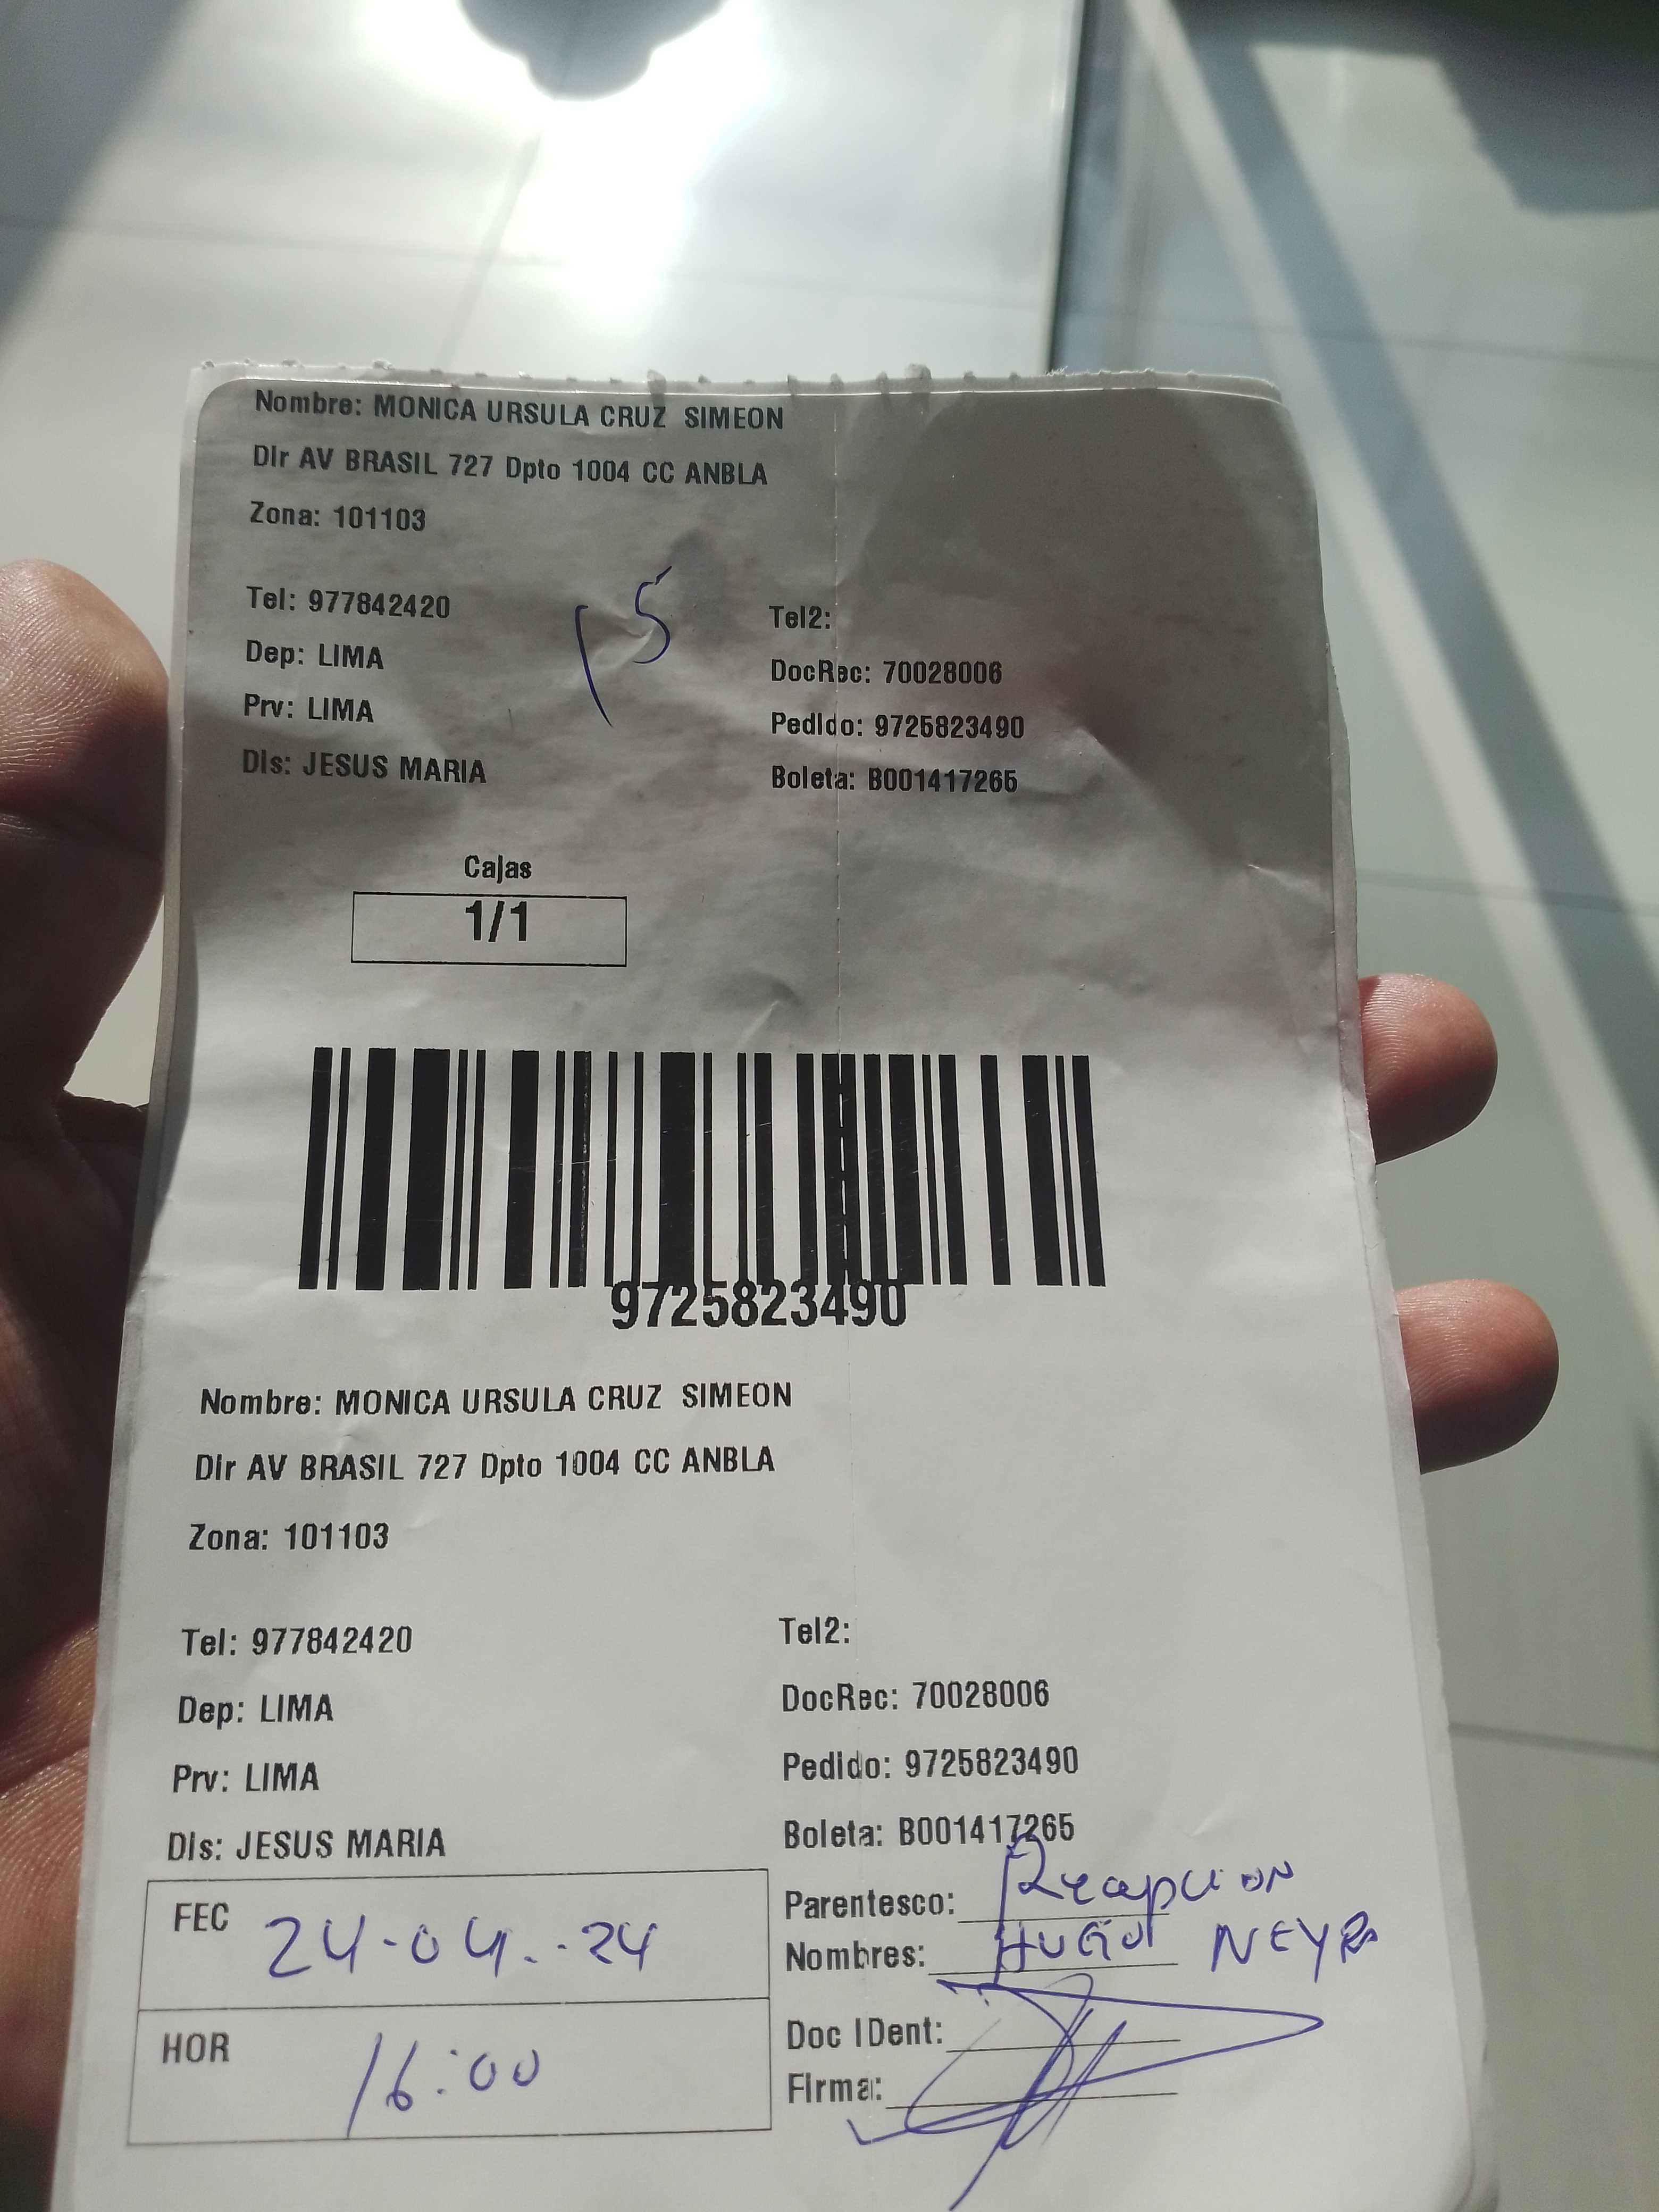 Nombre: MONICA URSULA CRUZ SIMEON
Dir AV BRASIL 727 Dpto 1004 CC ANBLA
Zona: 101103
15
Tel: 977842420 Tel2:
Dep: LIMA DocRec: 70028006
Prv: LIMA Pedido: 9725823490
Dis: JESUS MARIA Boleta: B001417265
Cajas
1/1
9725823490
Nombre: MONICA URSULA CRUZ SIMEON
Dir AV BRASIL 727 Dpto 1004 CC ANBLA
Zona: 101103
Tel: 977842420 Tel2:
Dep: LIMA DocRec: 70028006
Prv: LIMA Pedido: 9725823490
Dis: JESUS MARIA Boleta: B001417265
FEC 24-04-24 Parentesco: Recepcion
Nombres: HUGO NEYRA
HOR 16:00 Doc IDent:
Firma: